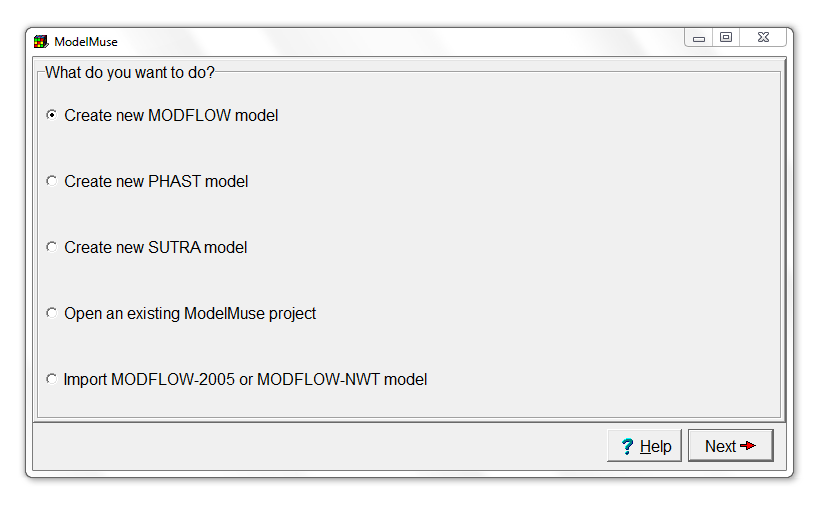 ModelMuse
What do you want to do?
Create new MODFLOW model
Create new PHAST model
Create new SUTRA model
Open an existing ModelMuse project
Import MODFLOW-2005 or MODFLOW-NWT model
? Help
Next